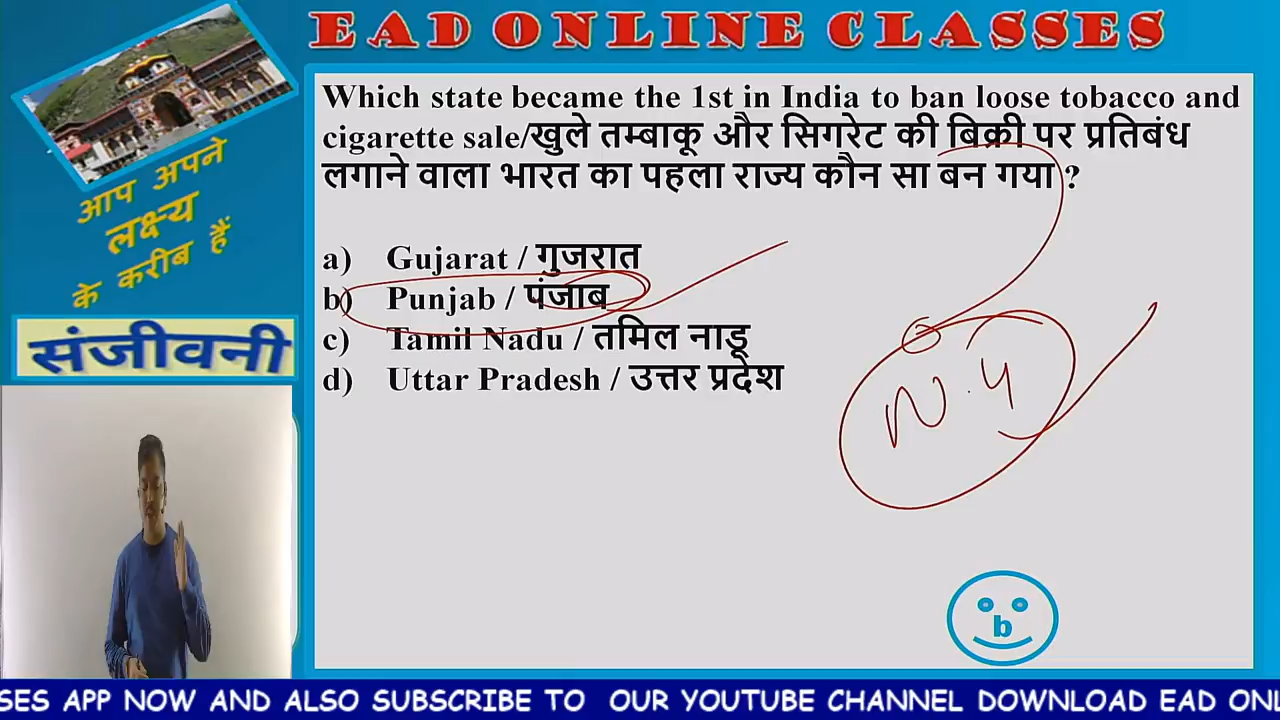 EAD ONLINE CLASSES
आप अपने
लक्ष्य
के करीब हैं
संजीवनी
Which state became the 1st in India to ban loose tobacco and
cigarette sale/खुले तम्बाकू और सिगरेट की बिक्री पर प्रतिबंध
लगाने वाला भारत का पहला राज्य कौन सा बन गया ?
a) Gujarat / गुजरात
b) Punjab / पंजाब
c) Tamil Nadu / तमिल नाडू
d) Uttar Pradesh / उत्तर प्रदेश
b
SES APP NOW AND ALSO SUBSCRIBE TO OUR YOUTUBE CHANNEL DOWNLOAD EAD ONL